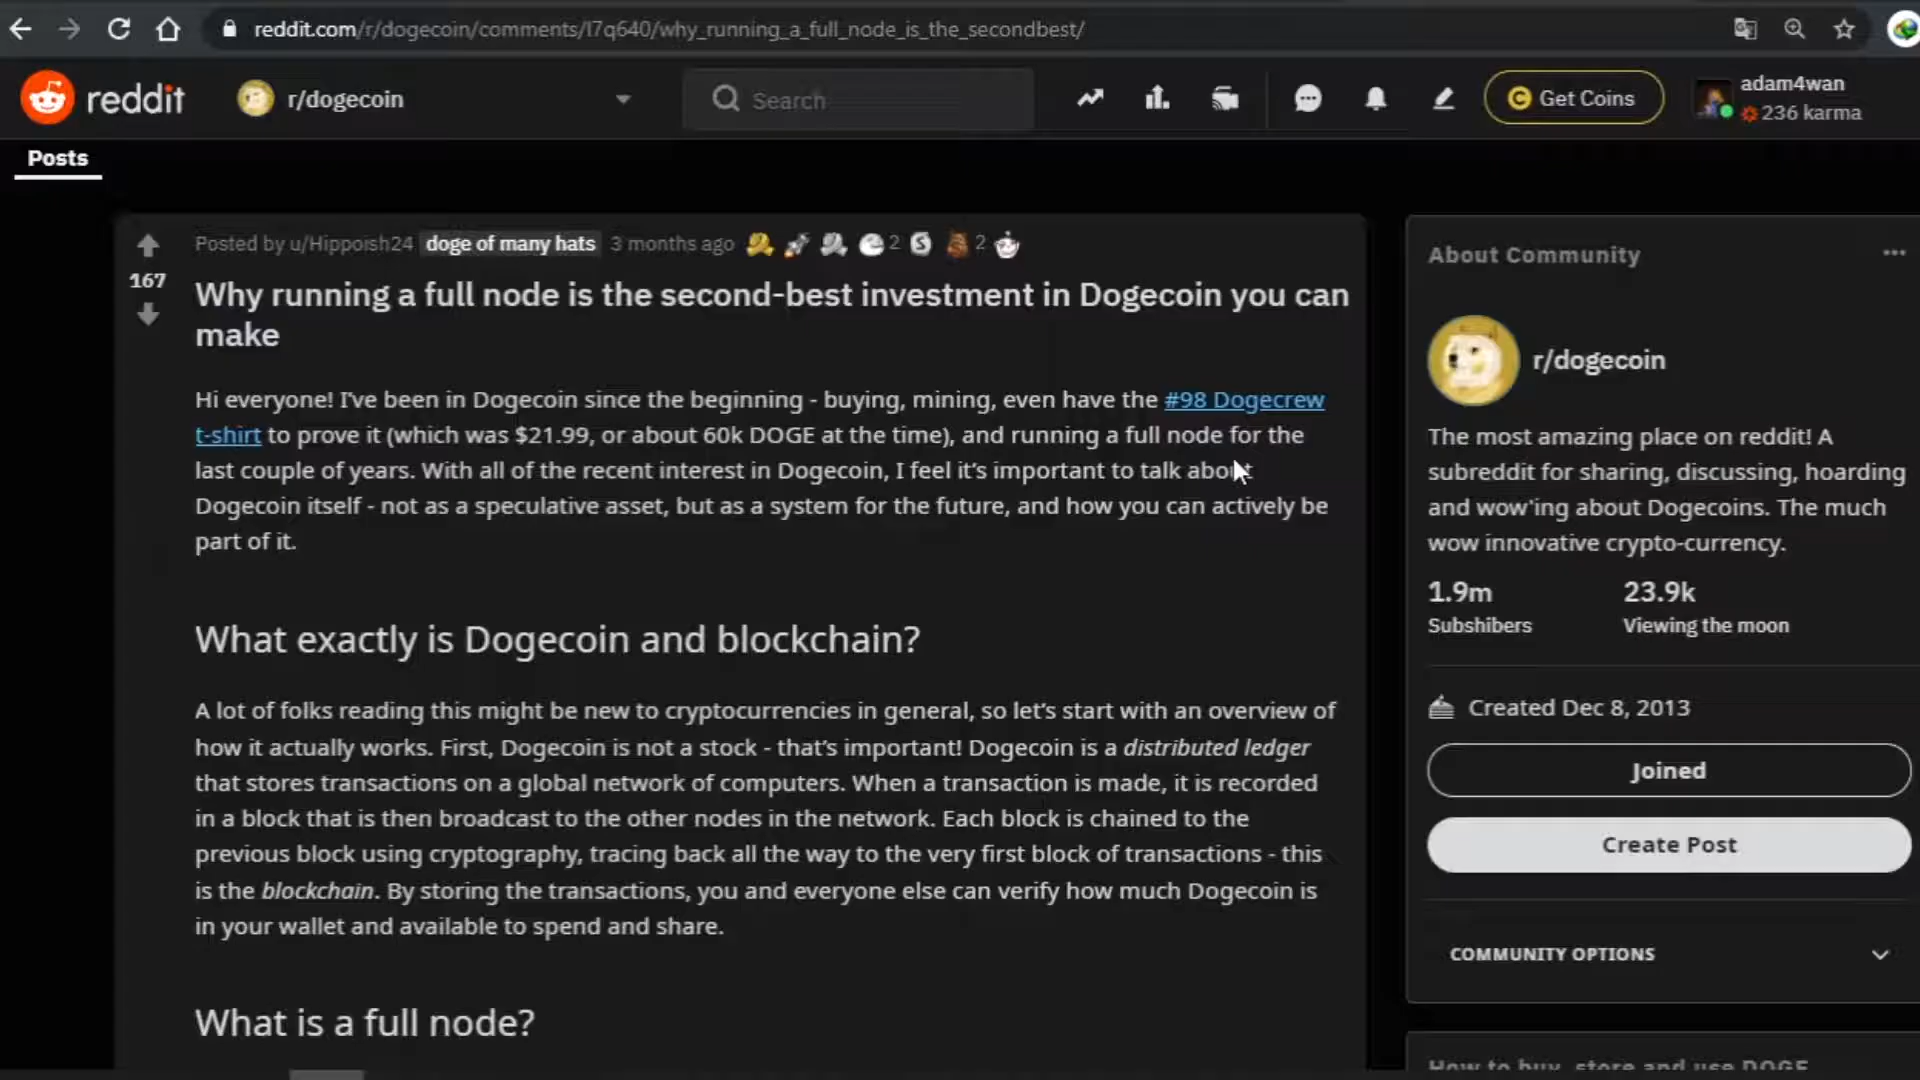 reddit.com/r/dogecoin/comments/l7q640/why_running_a_full_node_is_the_secondbest/
reddit
r/dogecoin
Search
Get Coins
adam4wan
236 karma
Posts
167
Posted by u/Hippoish24 doge of many hats 3 months ago 2 S 2
Why running a full node is the second-best investment in Dogecoin you can
make
Hi everyone! I've been in Dogecoin since the beginning - buying, mining, even have the #98 Dogecrew
t-shirt to prove it (which was $21.99, or about 60k DOGE at the time), and running a full node for the
last couple of years. With all of the recent interest in Dogecoin, I feel it's important to talk about
Dogecoin itself - not as a speculative asset, but as a system for the future, and how you can actively be
part of it.
What exactly is Dogecoin and blockchain?
A lot of folks reading this might be new to cryptocurrencies in general, so let's start with an overview of
how it actually works. First, Dogecoin is not a stock - that's important! Dogecoin is a distributed ledger
that stores transactions on a global network of computers. When a transaction is made, it is recorded
in a block that is then broadcast to the other nodes in the network. Each block is chained to the
previous block using cryptography, tracing back all the way to the very first block of transactions - this
is the blockchain. By storing the transactions, you and everyone else can verify how much Dogecoin is
in your wallet and available to spend and share.
What is a full node?
About Community
r/dogecoin
The most amazing place on reddit! A
subreddit for sharing, discussing, hoarding
and wow'ing about Dogecoins. The much
wow innovative crypto-currency.
1.9m 23.9k
Subshibers Viewing the moon
Created Dec 8, 2013
Joined
Create Post
COMMUNITY OPTIONS
How to buy, store and use DOGE